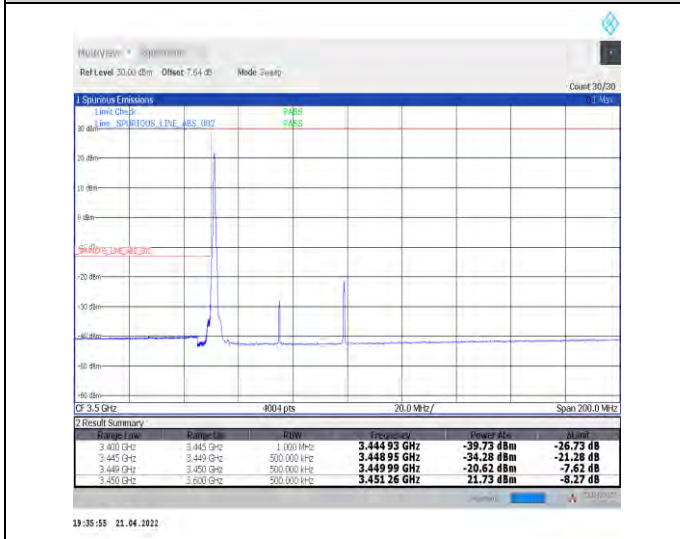 MultiView
Ref Level 30.00 dBm Offset 7.64 dB Mode Sweep
Count 30/30
1 Spurious Emissions
Limit Check PASS
Line _SPURIOUS_LINE_ABS_002 PASS
30 dBm
20 dBm
10 dBm
0 dBm
-20 dBm
-30 dBm
-40 dBm
-50 dBm
-60 dBm
CF 3.5 GHz 4004 pts 20.0 MHz/ Span 200.0 MHz
2 Result Summary
Range Low Range Up RBW Frequency Power Abs ΔLimit
3.400 GHz 3.445 GHz 1.000 MHz 3.444 93 GHz -39.73 dBm -26.73 dB
3.445 GHz 3.449 GHz 500.000 kHz 3.448 95 GHz -34.28 dBm -21.28 dB
3.449 GHz 3.450 GHz 500.000 kHz 3.449 99 GHz -20.62 dBm -7.62 dB
3.450 GHz 3.600 GHz 500.000 kHz 3.451 26 GHz 21.73 dBm -8.27 dB
19:35:55 21.04.2022